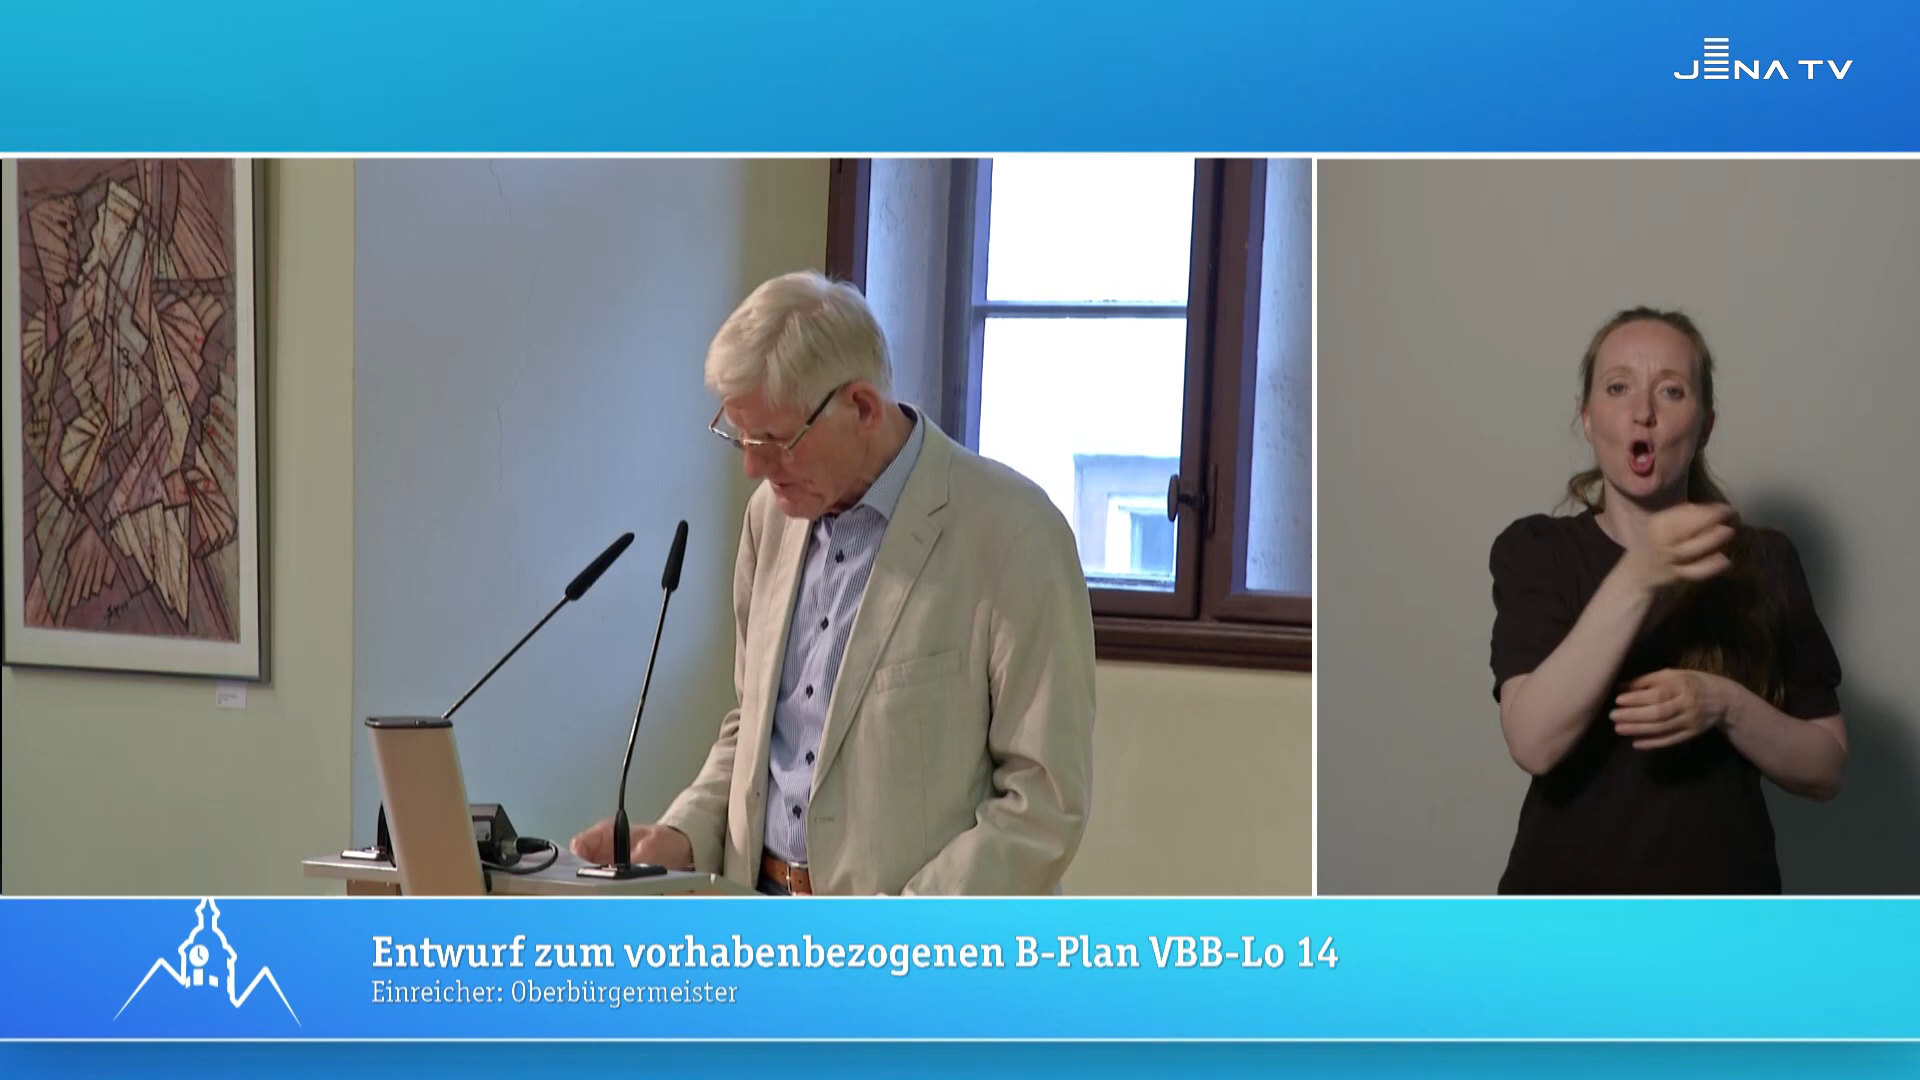 JENA TV
Entwurf zum vorhabenbezogenen B-Plan VBB-Lo 14
Einreicher: Oberbürgermeister